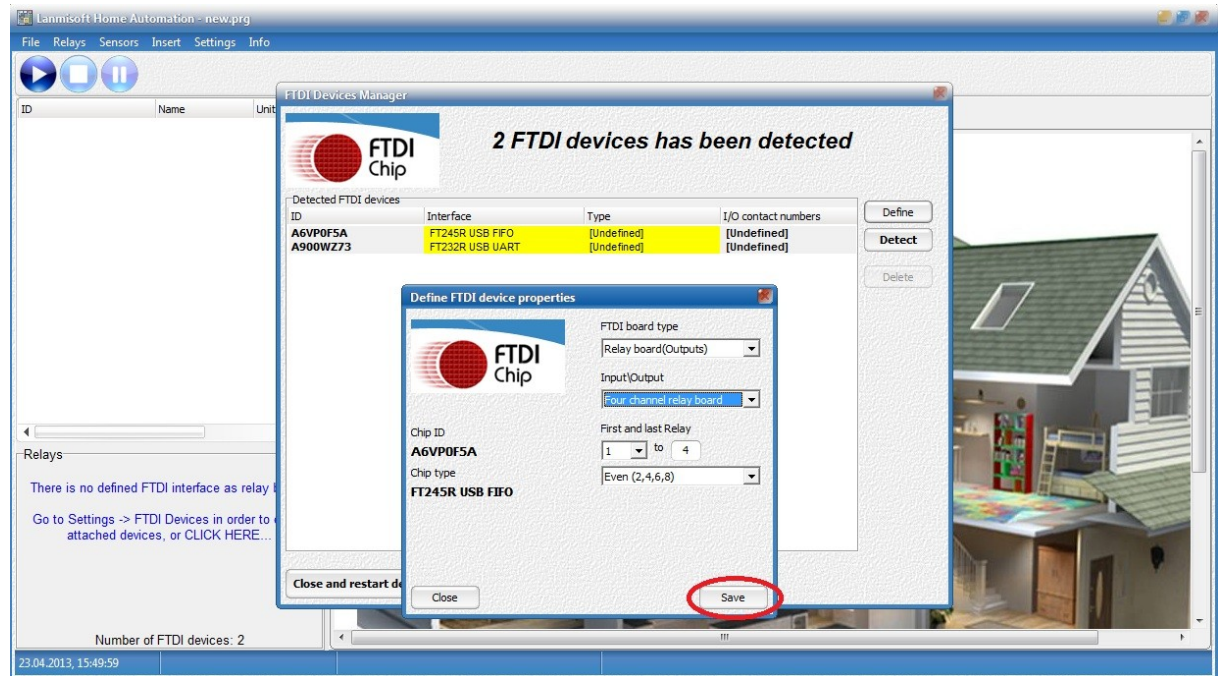 Lanmisoft Home Automation - new.prg
File Relays Sensors Insert Settings Info
ID Name Unit
FTDI Devices Manager
FTDI
Chip
2 FTDI devices has been detected
Detected FTDI devices
ID Interface Type I/O contact numbers
A6VP0F5A FT245R USB FIFO [Undefined] [Undefined]
A900WZ73 FT232R USB UART [Undefined] [Undefined]
Define
Detect
Delete
Define FTDI device properties
FTDI
Chip
FTDI board type
Relay board(Outputs)
Input\Output
Four channel relay board
First and last Relay
1 to 4
Even (2,4,6,8)
Chip ID
A6VP0F5A
Chip type
FT245R USB FIFO
Close Save
Close and restart de
Relays
There is no defined FTDI interface as relay
Go to Settings -> FTDI Devices in order to
attached devices, or CLICK HERE...
Number of FTDI devices: 2
23.04.2013, 15:49:59